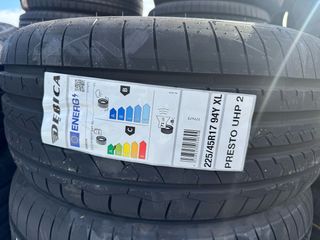 DEBICA
ENERG
B
C
225/45R17 94Y XL
PRESTO UHP 2